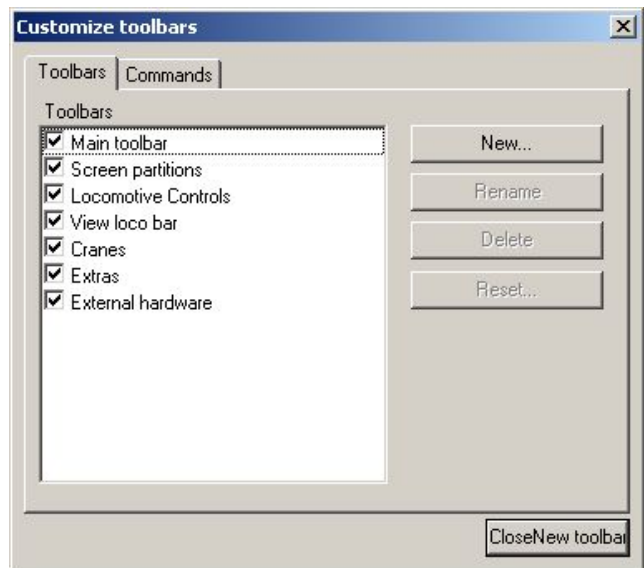 Customize toolbars
Toolbars Commands
Toolbars
Main toolbar
Screen partitions
Locomotive Controls
View loco bar
Cranes
Extras
External hardware
New...
Rename
Delete
Reset...
CloseNew toolbar